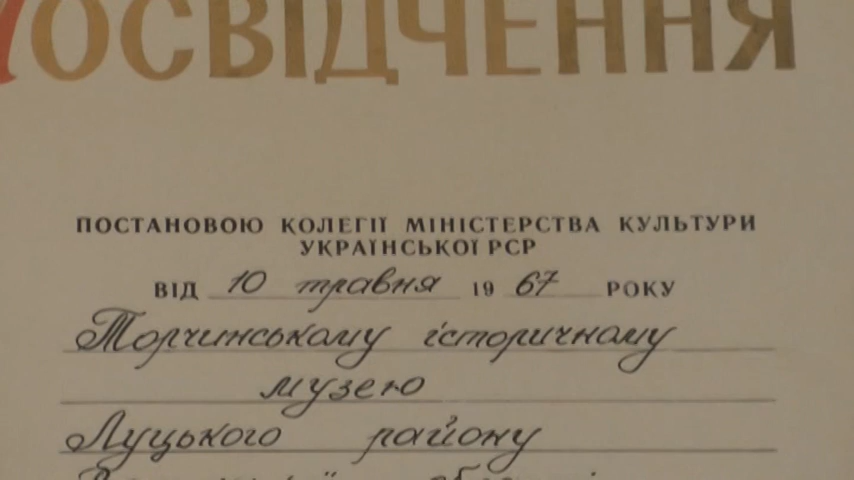 ПОСВІДЧЕННЯ
ПОСТАНОВОЮ КОЛЕГІЇ МІНІСТЕРСТВА КУЛЬТУРИ
УКРАЇНСЬКОЇ РСР
ВІД 10 травня 1967 РОКУ
Торчинському історичному
музею
Луцького району